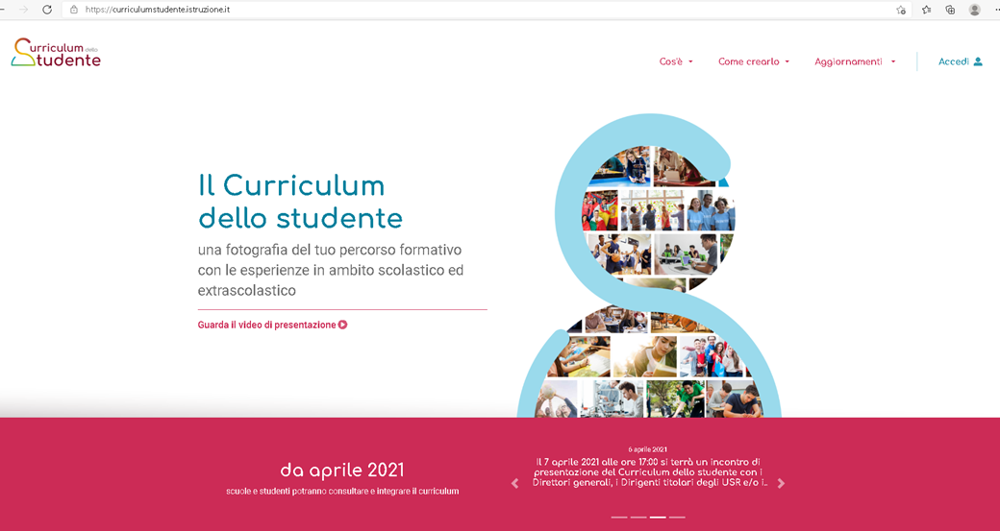 https://curriculumstudente.istruzione.it
Curriculum dello
Studente
Cos'è
Come crearlo
Aggiornamenti
Accedi
Il Curriculum
dello studente
una fotografia del tuo percorso formativo
con le esperienze in ambito scolastico ed
extrascolastico
Guarda il video di presentazione
da aprile 2021
scuole e studenti potranno consultare e integrare il curriculum
6 aprile 2021
Il 7 aprile 2021 alle ore 17:00 si terrà un incontro di
presentazione del Curriculum dello studente con i
Direttori generali, i Dirigenti titolari degli USR e/o i...